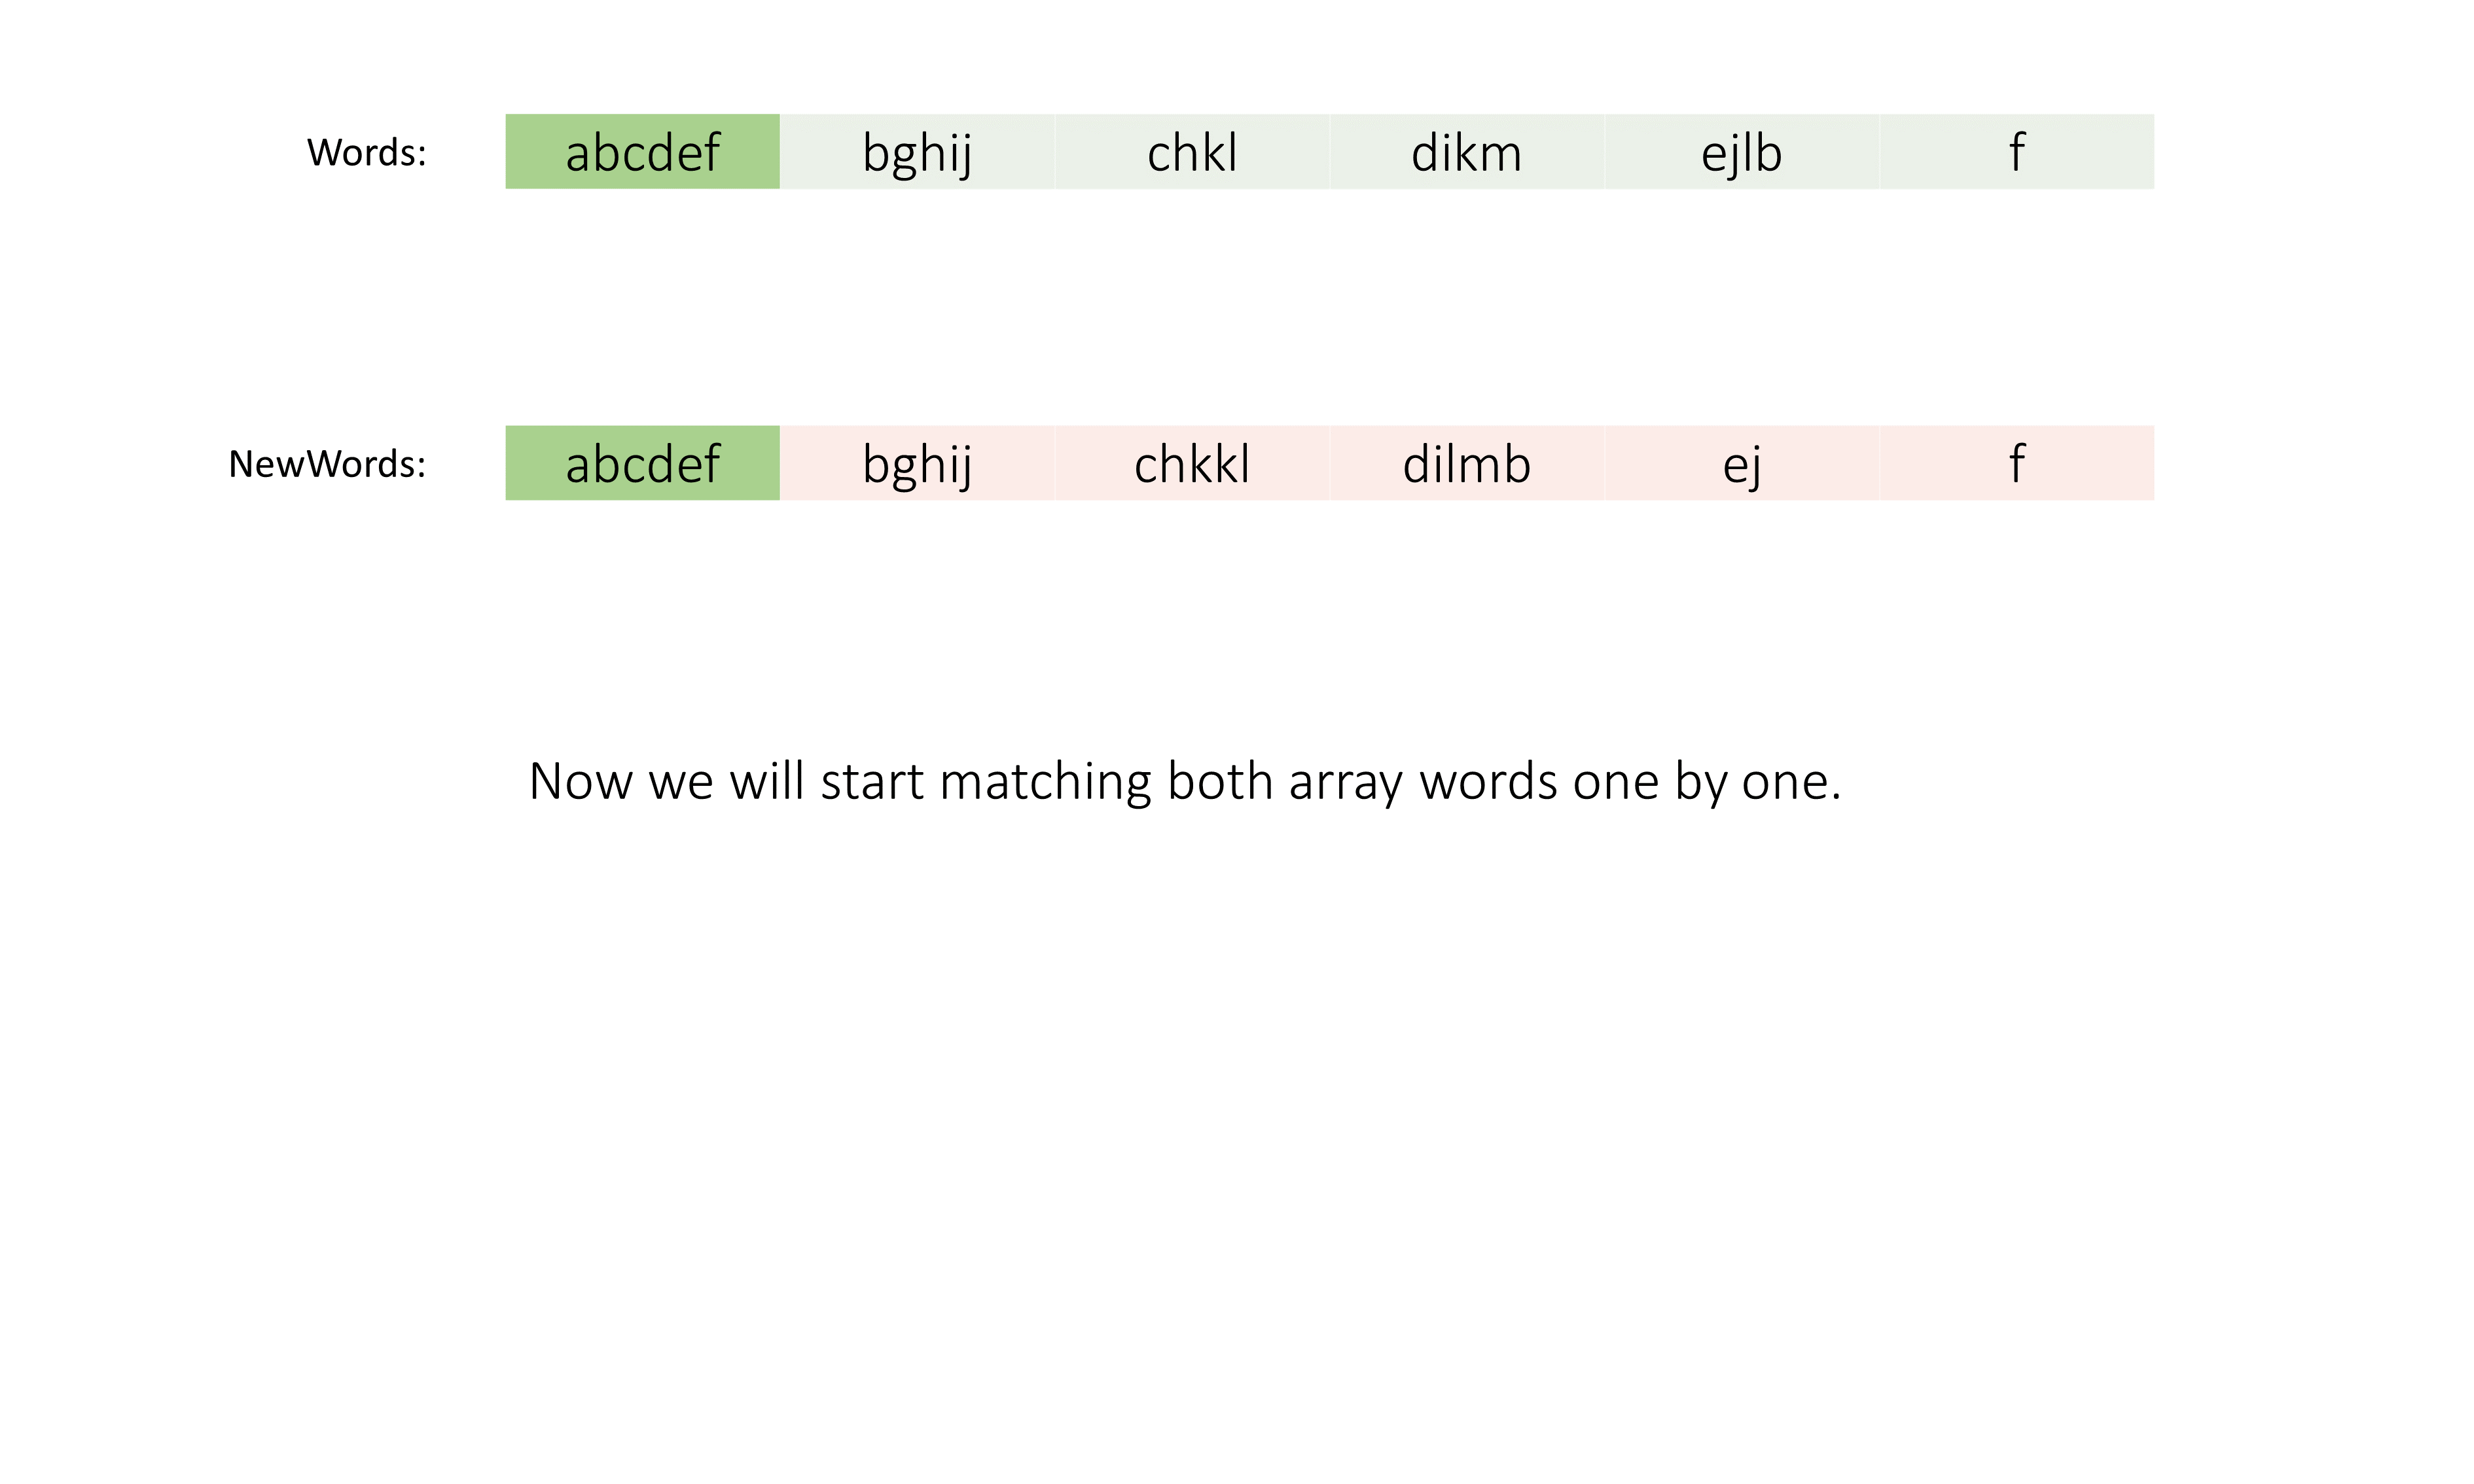 Words: abcdef bghij chkl dikm ejlb f
NewWords: abcdef bghij chkkl dilmb ej f
Now we will start matching both array words one by one.